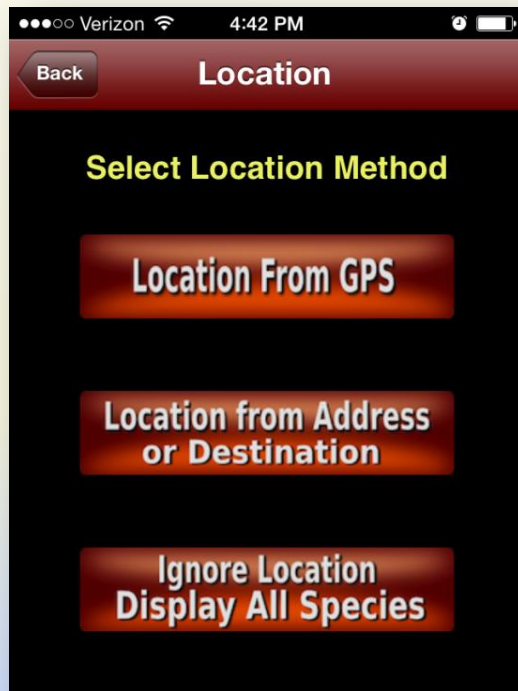 Verizon 4:42 PM
Back Location
Select Location Method
Location From GPS
Location from Address
or Destination
Ignore Location
Display All Species